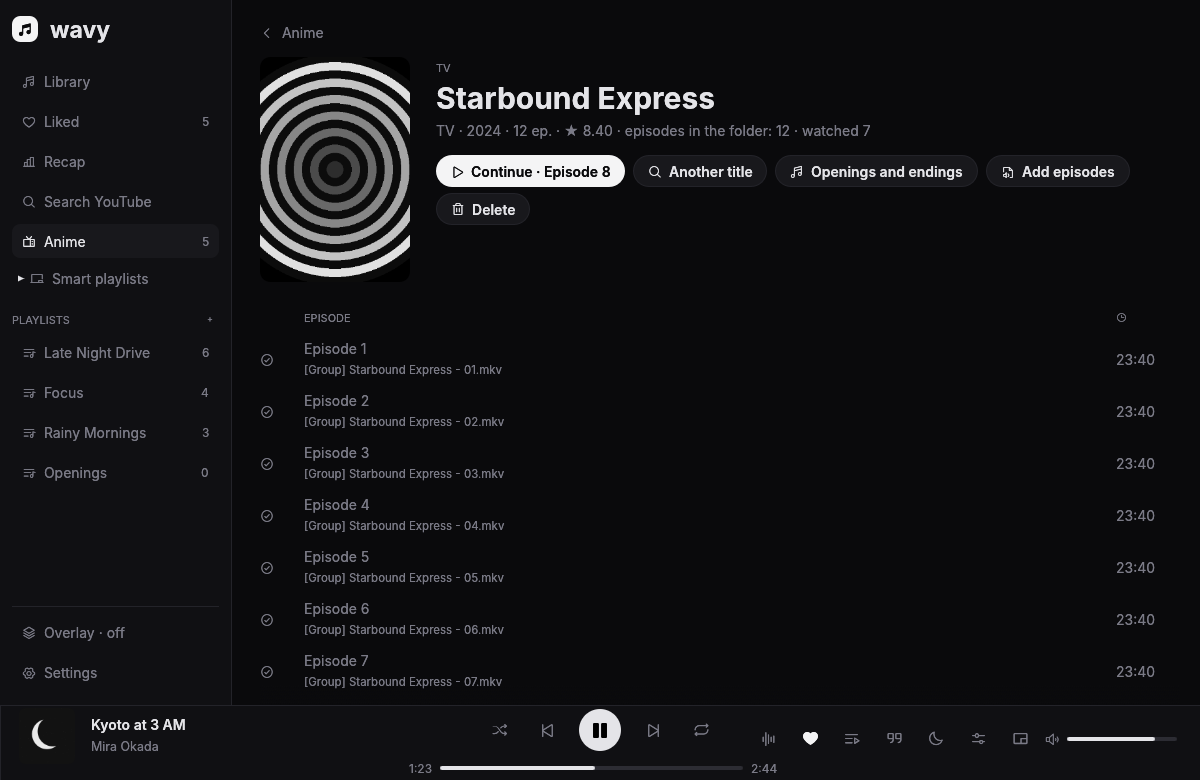 wavy
Library
Liked 5
Recap
Search YouTube
Anime 5
Smart playlists
PLAYLISTS +
Late Night Drive 6
Focus 4
Rainy Mornings 3
Openings 0
Overlay · off
Settings
Anime
TV
Starbound Express
TV · 2024 · 12 ep. · ★ 8.40 · episodes in the folder: 12 · watched 7
Continue · Episode 8
Another title
Openings and endings
Add episodes
Delete
EPISODE
Episode 1
[Group] Starbound Express - 01.mkv
23:40
Episode 2
[Group] Starbound Express - 02.mkv
23:40
Episode 3
[Group] Starbound Express - 03.mkv
23:40
Episode 4
[Group] Starbound Express - 04.mkv
23:40
Episode 5
[Group] Starbound Express - 05.mkv
23:40
Episode 6
[Group] Starbound Express - 06.mkv
23:40
Episode 7
[Group] Starbound Express - 07.mkv
23:40
Kyoto at 3 AM
Mira Okada
1:23
2:44